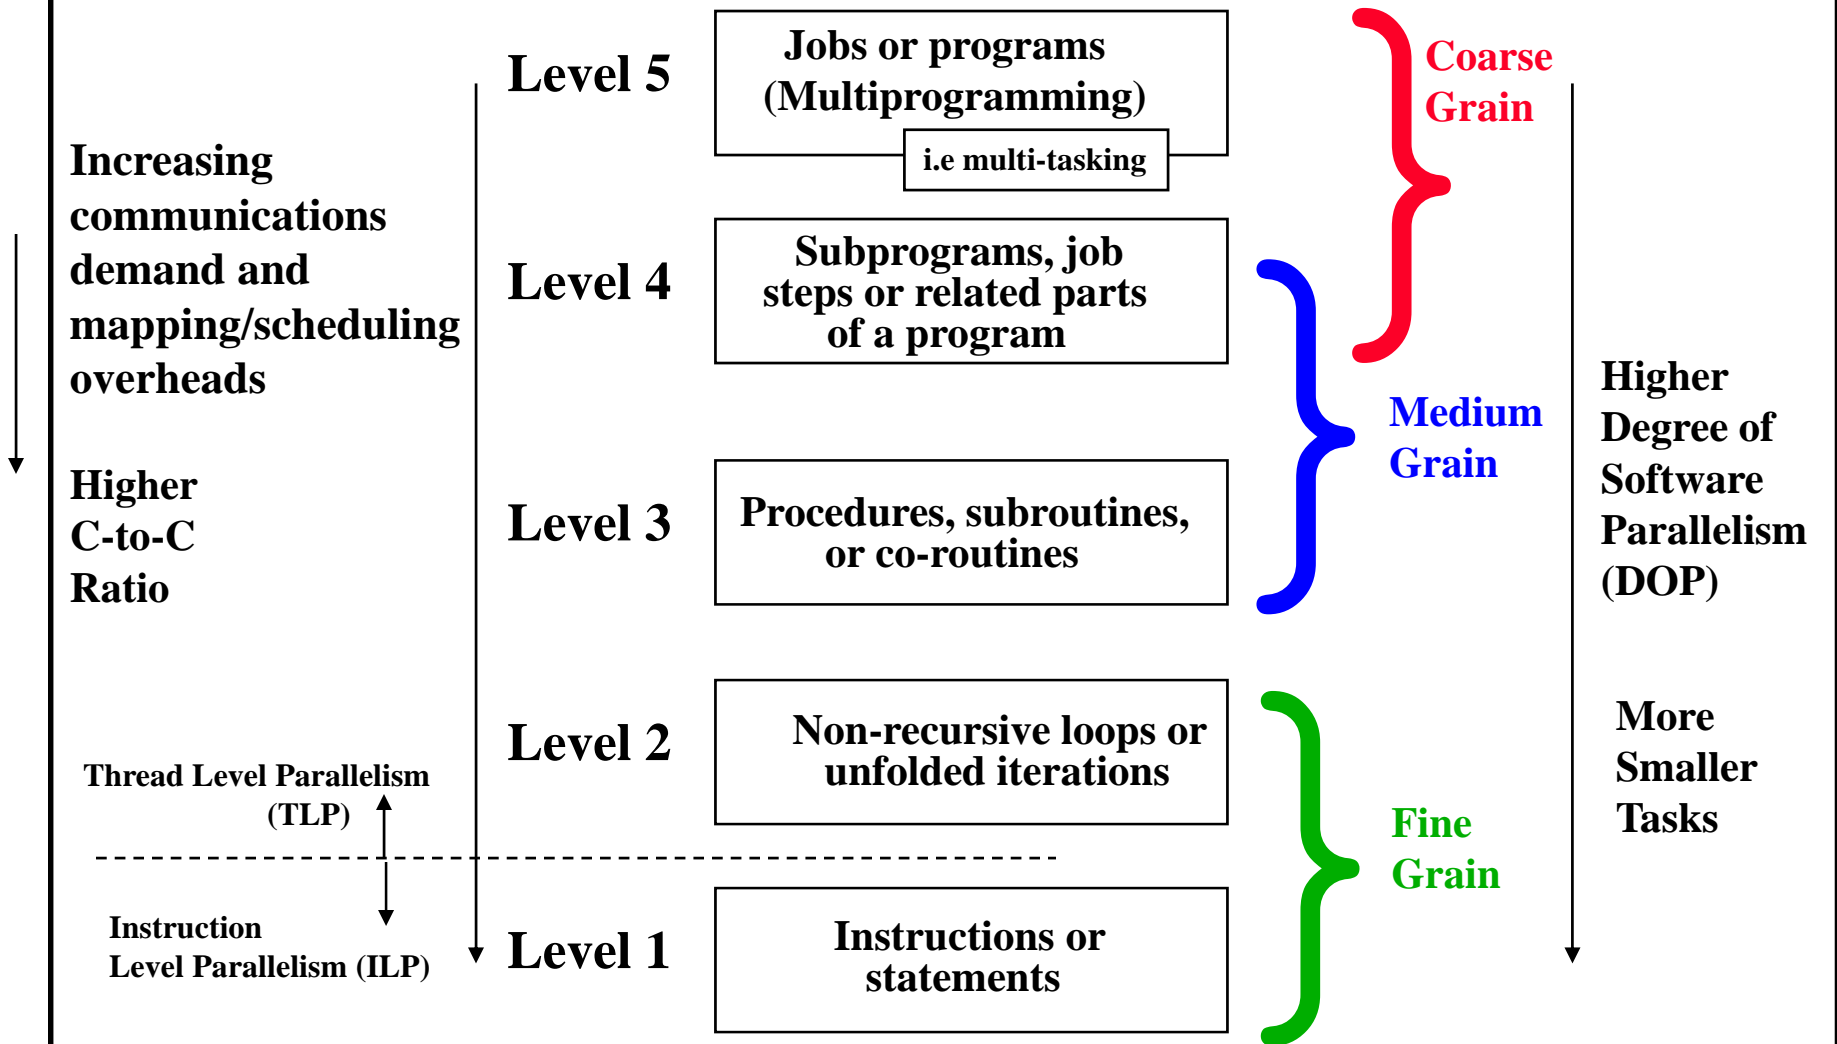 Level 5
Jobs or programs
(Multiprogramming)
i.e multi-tasking
Coarse
Grain
Increasing
communications
demand and
mapping/scheduling
overheads
Level 4
Subprograms, job
steps or related parts
of a program
Medium
Grain
Higher
Degree of
Software
Parallelism
(DOP)
Higher
C-to-C
Ratio
Level 3
Procedures, subroutines,
or co-routines
Level 2
Non-recursive loops or
unfolded iterations
More
Smaller
Tasks
Thread Level Parallelism
(TLP)
Fine
Grain
Instruction
Level Parallelism (ILP)
Level 1
Instructions or
statements